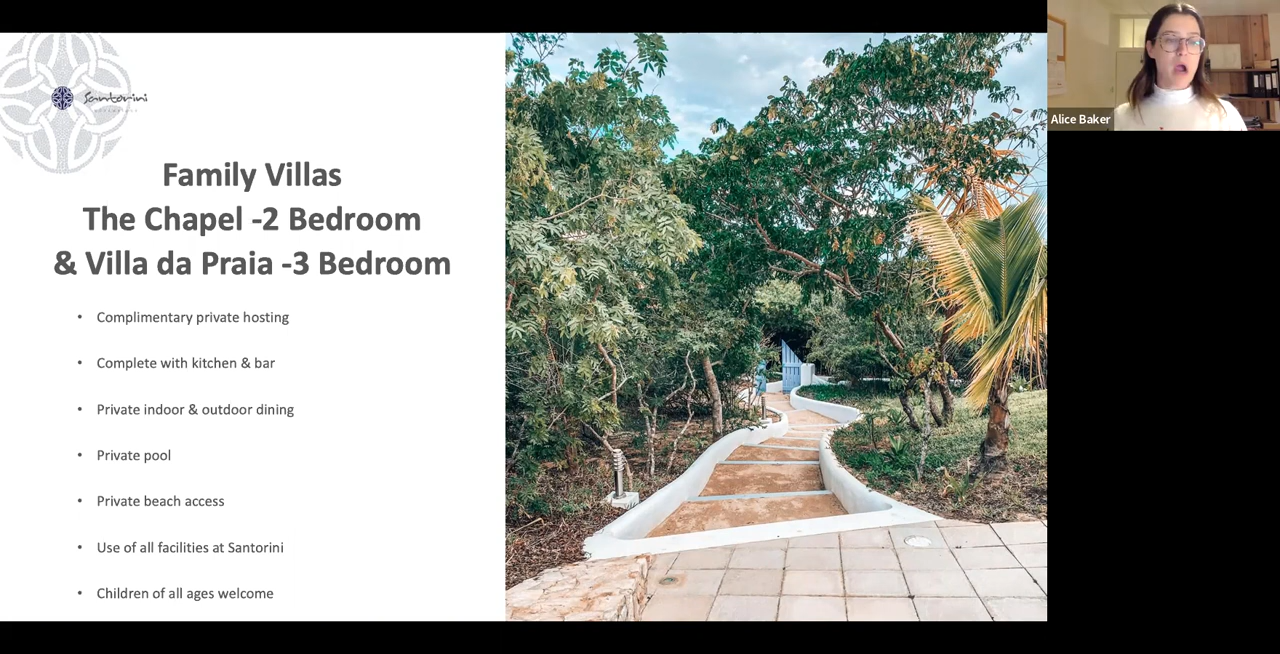 Santorini
Family Villas
The Chapel -2 Bedroom
& Villa da Praia -3 Bedroom
• Complimentary private hosting
• Complete with kitchen & bar
• Private indoor & outdoor dining
• Private pool
• Private beach access
• Use of all facilities at Santorini
• Children of all ages welcome
Alice Baker